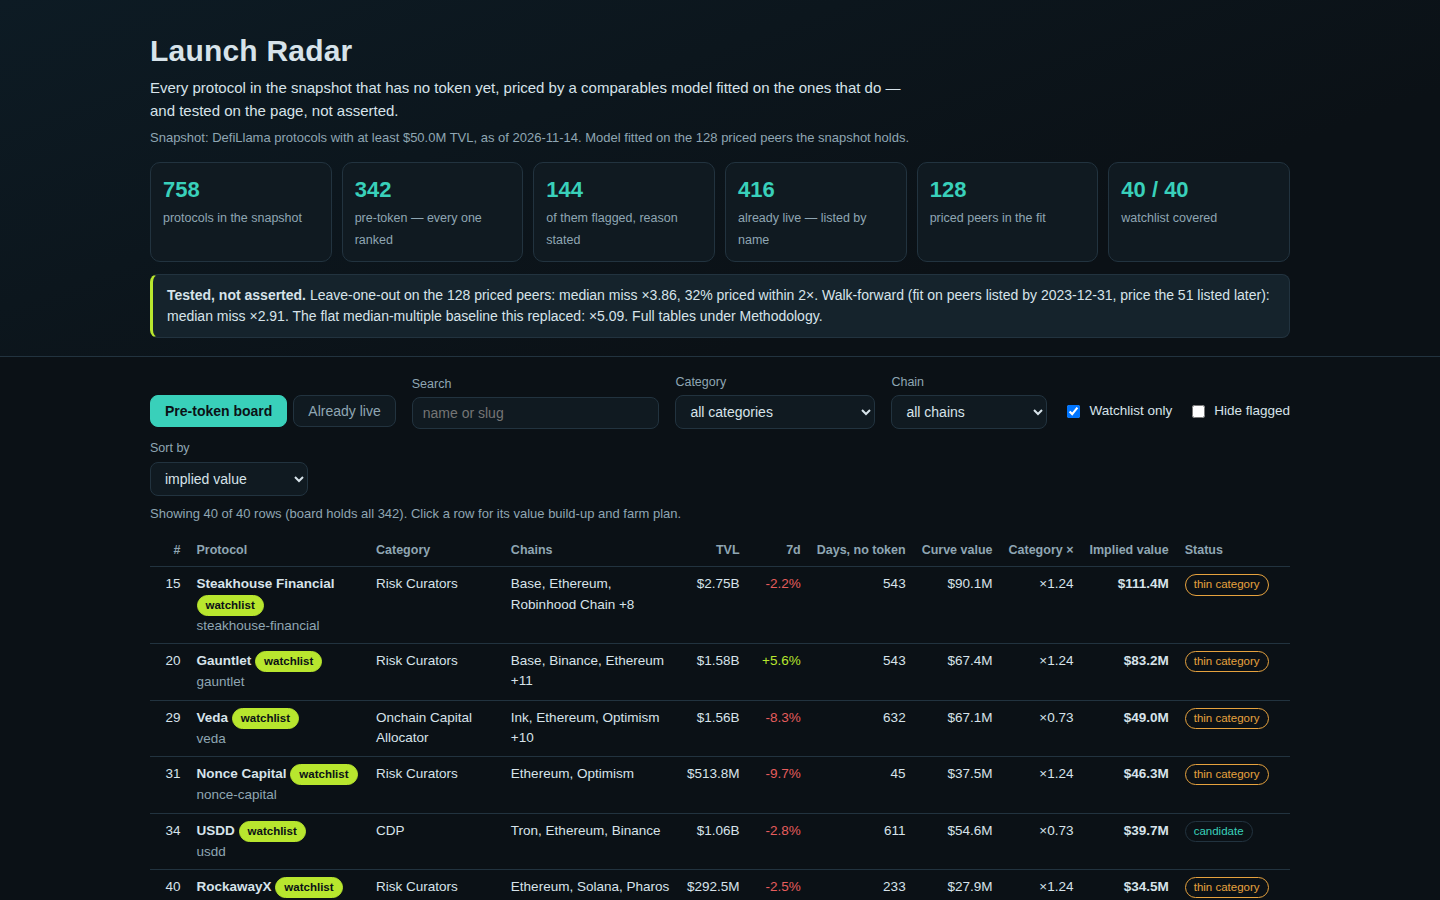 Launch Radar
Every protocol in the snapshot that has no token yet, priced by a comparables model fitted on the ones that do —
and tested on the page, not asserted.
Snapshot: DefiLlama protocols with at least $50.0M TVL, as of 2026-11-14. Model fitted on the 128 priced peers the snapshot holds.
758
protocols in the snapshot
342
pre-token — every one
ranked
144
of them flagged, reason
stated
416
already live — listed by
name
128
priced peers in the fit
40 / 40
watchlist covered
Tested, not asserted. Leave-one-out on the 128 priced peers: median miss ×3.86, 32% priced within 2×. Walk-forward (fit on peers listed by 2023-12-31, price the 51 listed later):
median miss ×2.91. The flat median-multiple baseline this replaced: ×5.09. Full tables under Methodology.
Pre-token board
Already live
Search
name or slug
Category
all categories
Chain
all chains
Watchlist only
Hide flagged
Sort by
implied value
Showing 40 of 40 rows (board holds all 342). Click a row for its value build-up and farm plan.
# Protocol Category Chains TVL 7d Days, no token Curve value Category × Implied value Status
15 Steakhouse Financial Risk Curators Base, Ethereum, $2.75B -2.2% 543 $90.1M ×1.24 $111.4M thin category
watchlist Robinhood Chain +8
steakhouse-financial
20 Gauntlet watchlist Risk Curators Base, Binance, Ethereum $1.58B +5.6% 543 $67.4M ×1.24 $83.2M thin category
gauntlet +11
29 Veda watchlist Onchain Capital Ink, Ethereum, Optimism $1.56B -8.3% 632 $67.1M ×0.73 $49.0M thin category
veda Allocator +10
31 Nonce Capital watchlist Risk Curators Ethereum, Optimism $513.8M -9.7% 45 $37.5M ×1.24 $46.3M thin category
nonce-capital
34 USDD watchlist CDP Tron, Ethereum, Binance $1.06B -2.8% 611 $54.6M ×0.73 $39.7M candidate
usdd
40 RockawayX watchlist Risk Curators Ethereum, Solana, Pharos $292.5M -2.5% 233 $27.9M ×1.24 $34.5M thin category